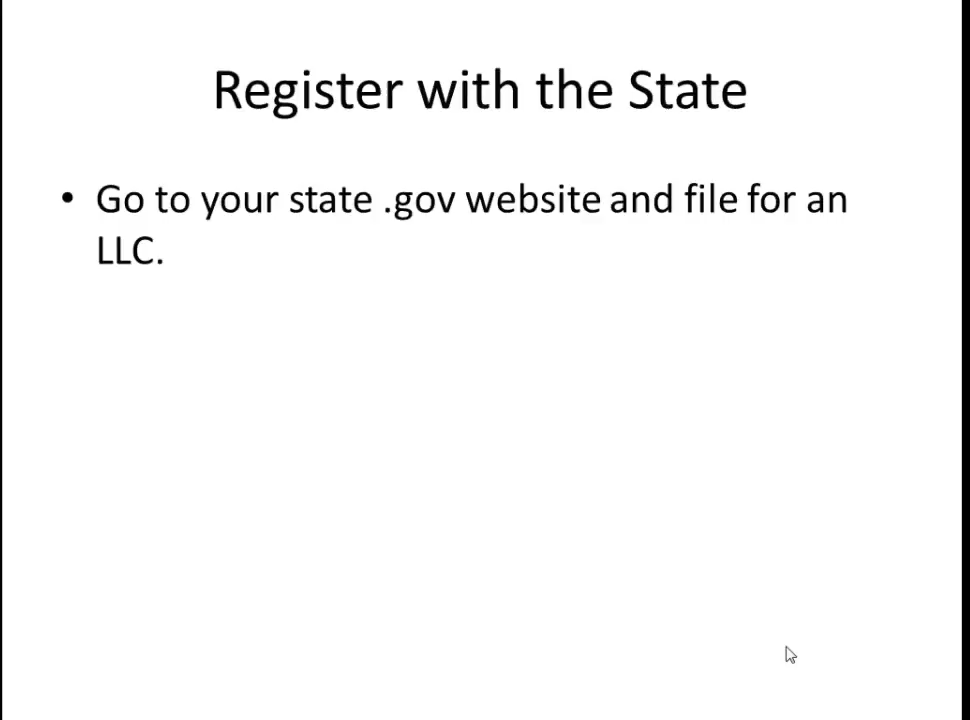 Register with the State
• Go to your state .gov website and file for an
LLC.